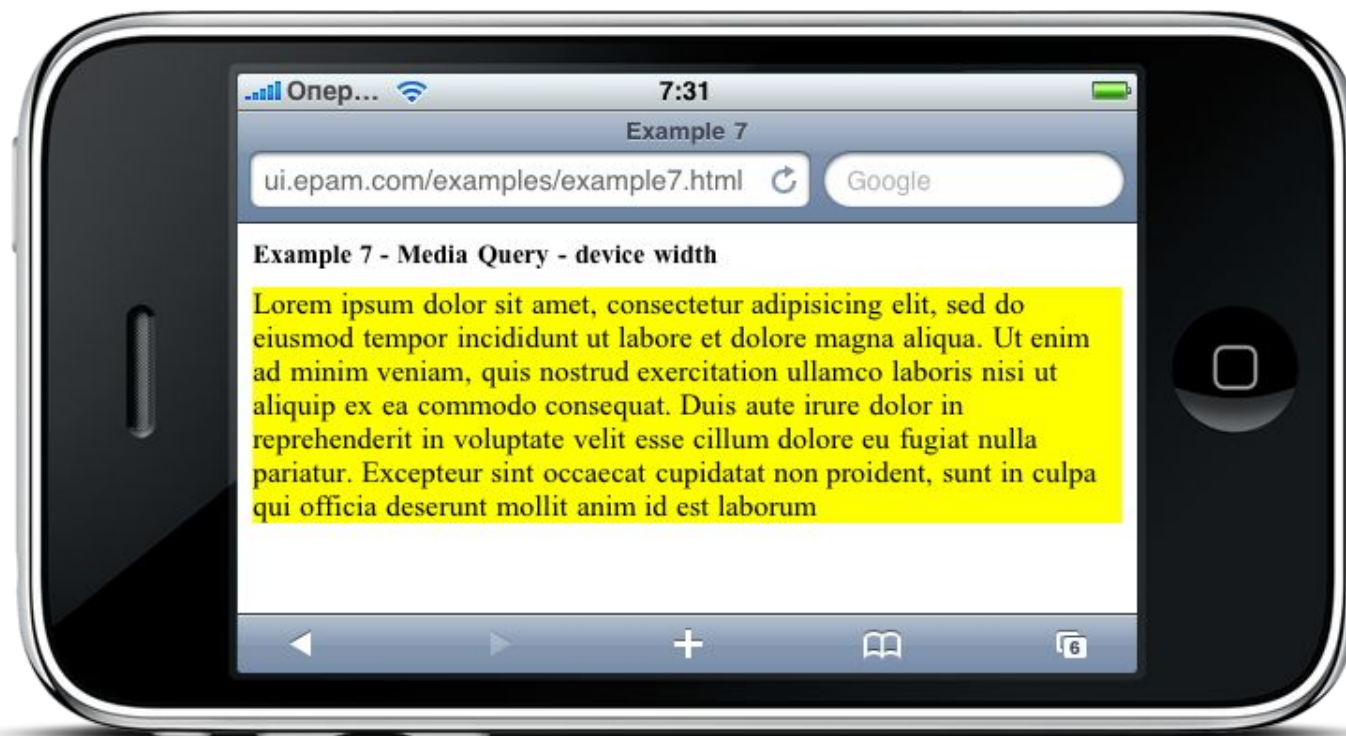 Опер... 7:31
Example 7
ui.epam.com/examples/example7.html Google
Example 7 - Media Query - device width
Lorem ipsum dolor sit amet, consectetur adipisicing elit, sed do
eiusmod tempor incididunt ut labore et dolore magna aliqua. Ut enim
ad minim veniam, quis nostrud exercitation ullamco laboris nisi ut
aliquip ex ea commodo consequat. Duis aute irure dolor in
reprehenderit in voluptate velit esse cillum dolore eu fugiat nulla
pariatur. Excepteur sint occaecat cupidatat non proident, sunt in culpa
qui officia deserunt mollit anim id est laborum
6